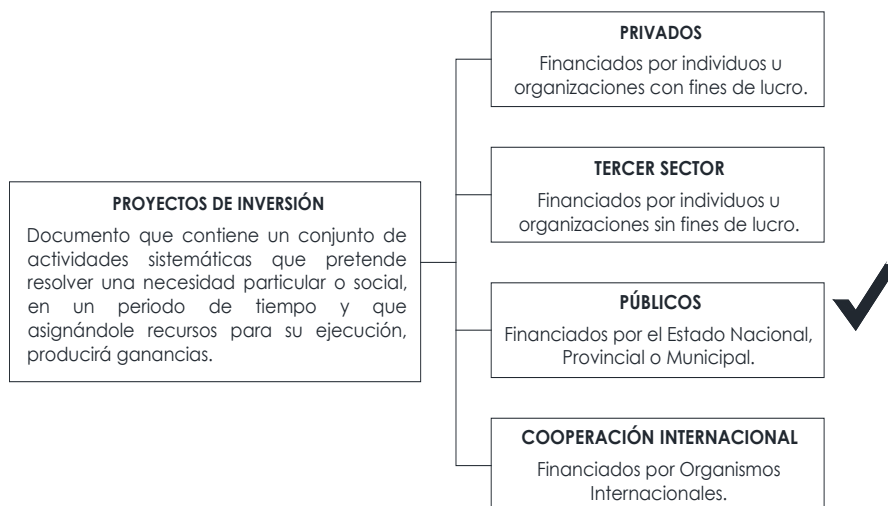 PRIVADOS
Financiados por individuos u
organizaciones con fines de lucro.
TERCER SECTOR
Financiados por individuos u
organizaciones sin fines de lucro.
PROYECTOS DE INVERSIÓN
Documento que contiene un conjunto de
actividades sistemáticas que pretende
resolver una necesidad particular o social,
en un periodo de tiempo y que
asignándole recursos para su ejecución,
producirá ganancias.
PÚBLICOS
Financiados por el Estado Nacional,
Provincial o Municipal.
COOPERACIÓN INTERNACIONAL
Financiados por Organismos
Internacionales.